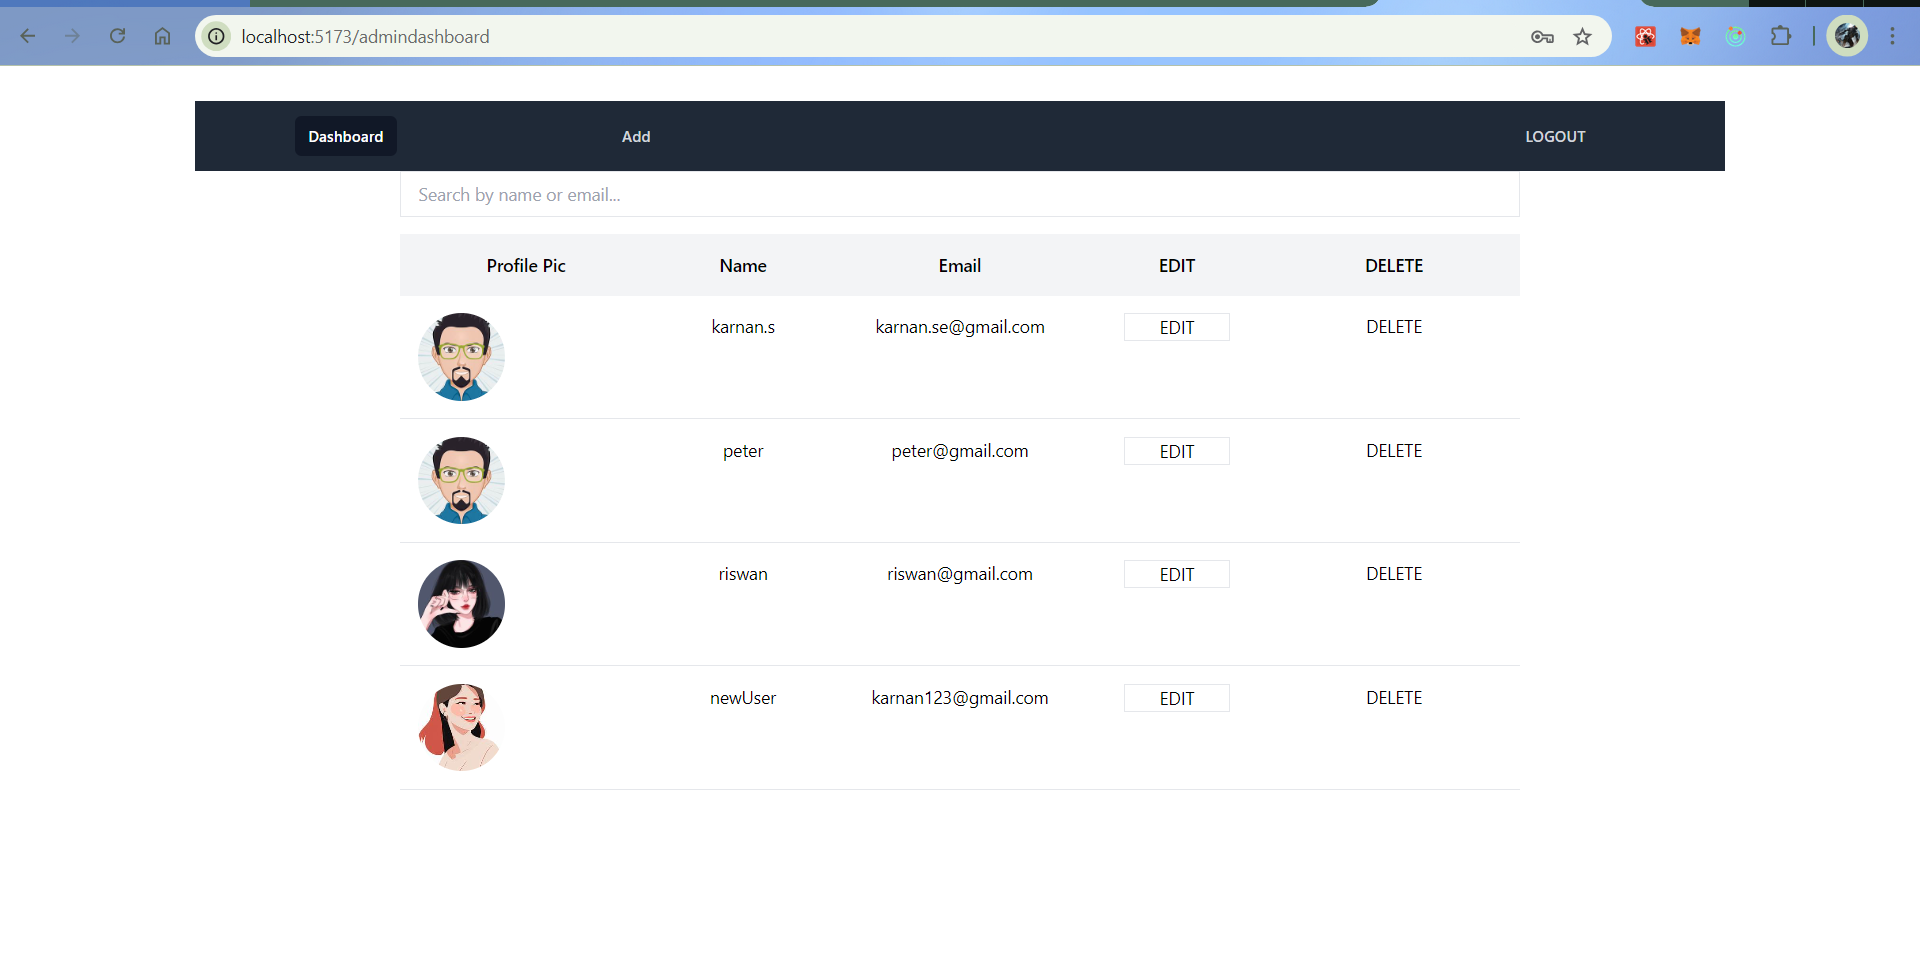 localhost:5173/admindashboard
Dashboard Add LOGOUT
Search by name or email...
Profile Pic Name Email EDIT DELETE
karnan.s karnan.se@gmail.com EDIT DELETE
peter peter@gmail.com EDIT DELETE
riswan riswan@gmail.com EDIT DELETE
newUser karnan123@gmail.com EDIT DELETE